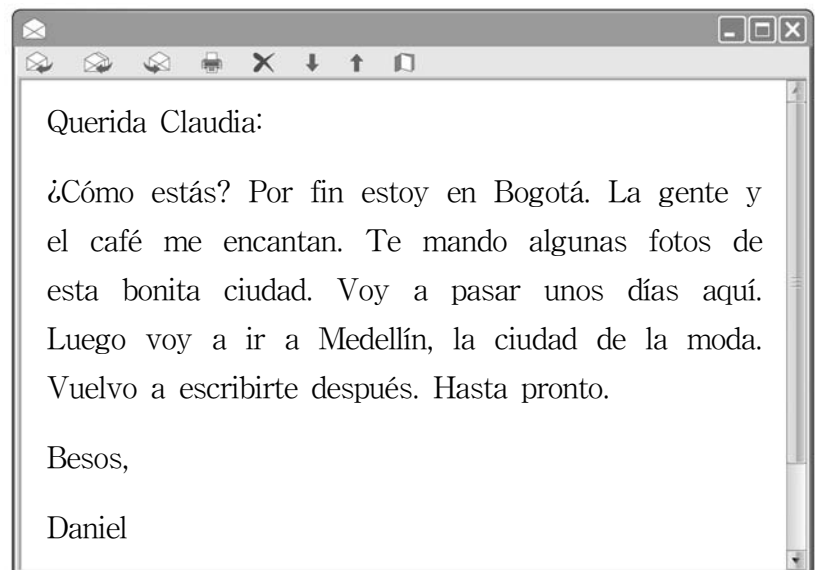 Querida Claudia:
¿Cómo estás? Por fin estoy en Bogotá. La gente y
el café me encantan. Te mando algunas fotos de
esta bonita ciudad. Voy a pasar unos días aquí.
Luego voy a ir a Medellín, la ciudad de la moda.
Vuelvo a escribirte después. Hasta pronto.
Besos,
Daniel